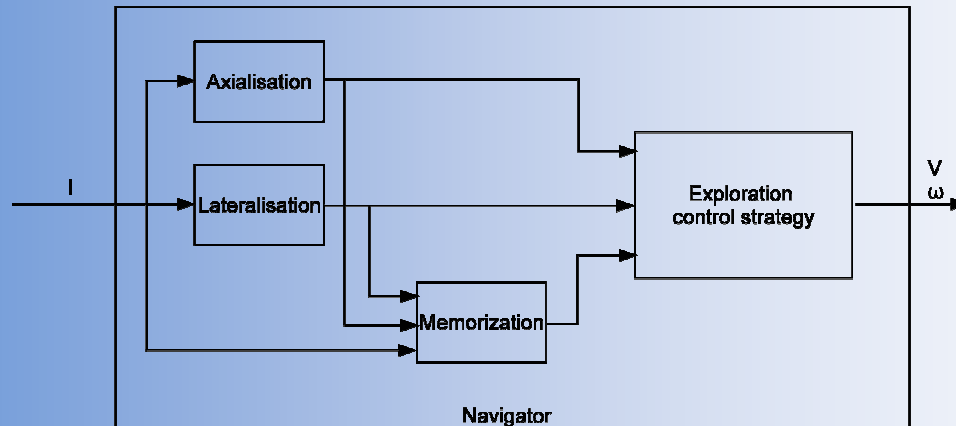 Axialisation
I
Lateralisation
Exploration
control strategy
V
ω
Memorization
Navigator